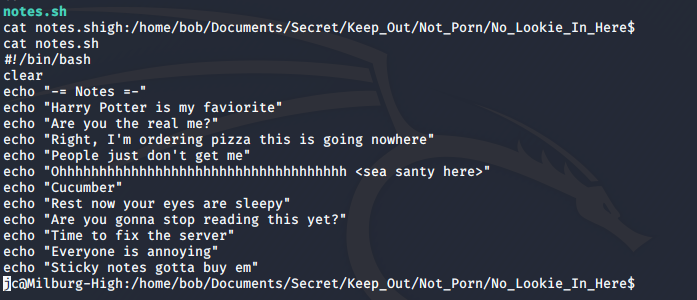 notes.sh
cat notes.shigh:/home/bob/Documents/Secret/Keep_Out/Not_Porn/No_Lookie_In_Here$
cat notes.sh
#!/bin/bash
clear
echo "-= Notes =-"
echo "Harry Potter is my faviorite"
echo "Are you the real me?"
echo "Right, I'm ordering pizza this is going nowhere"
echo "People just don't get me"
echo "Ohhhhhhhhhhhhhhhhhhhhhhhhhhhhhhhhhhhh <sea santy here>"
echo "Cucumber"
echo "Rest now your eyes are sleepy"
echo "Are you gonna stop reading this yet?"
echo "Time to fix the server"
echo "Everyone is annoying"
echo "Sticky notes gotta buy em"
jc@Milburg-High:/home/bob/Documents/Secret/Keep_Out/Not_Porn/No_Lookie_In_Here$